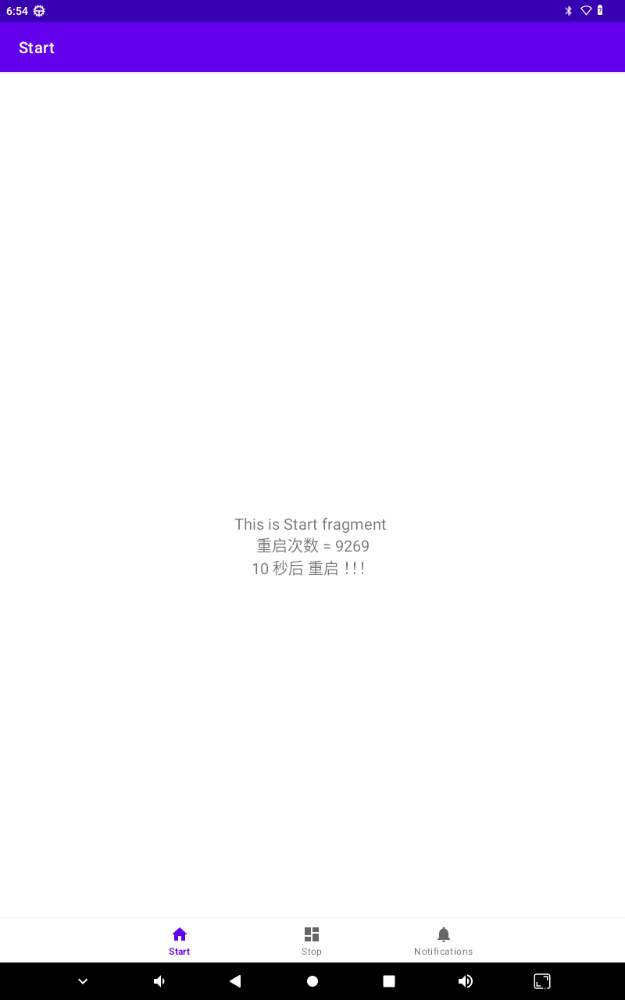 6:54
Start
This is Start fragment
重启次数 = 9269
10 秒后 重启 ！！！
Start
Stop
Notifications